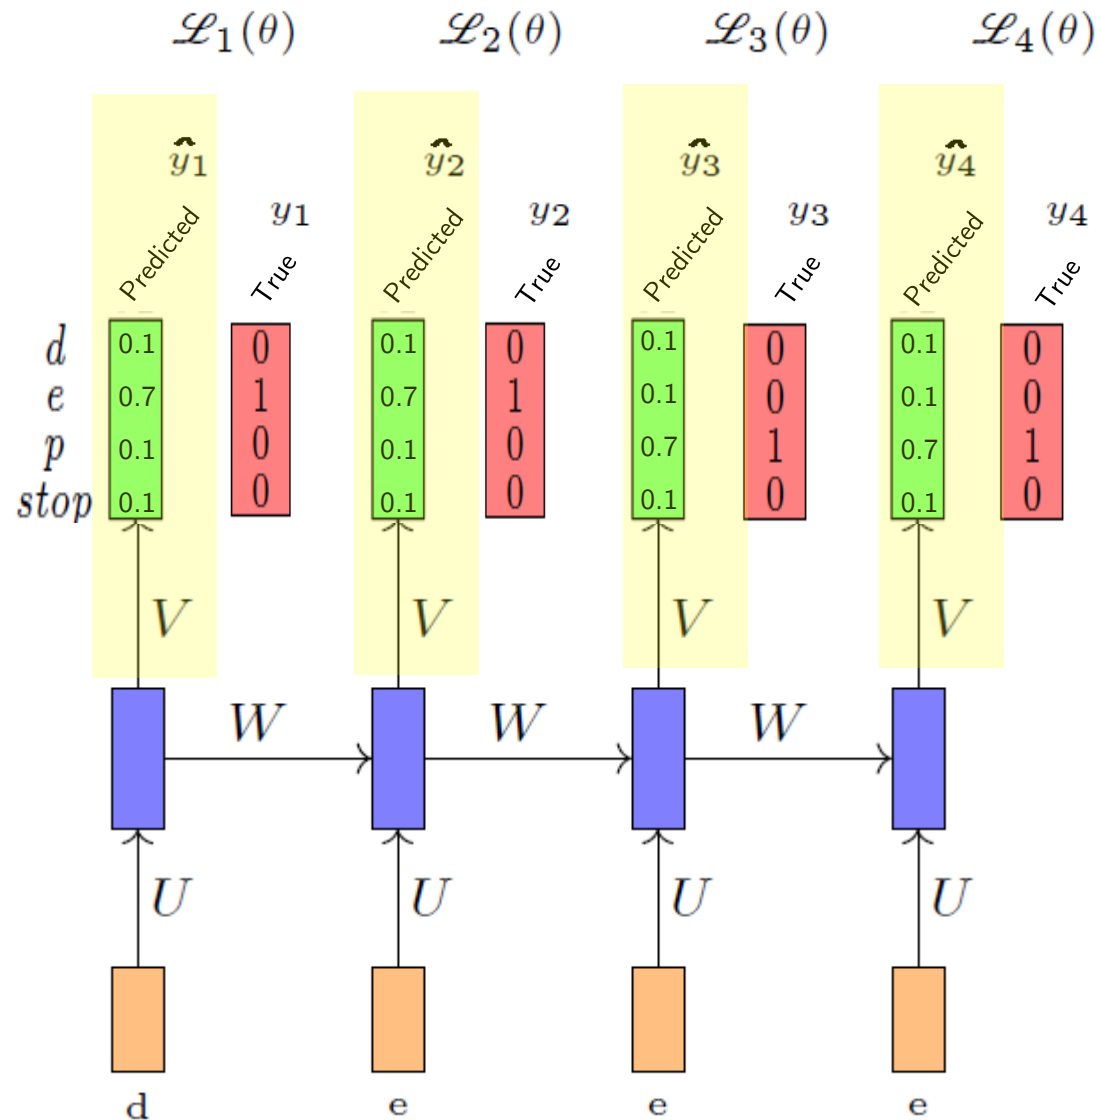 ℒ₁(θ) ℒ₂(θ) ℒ₃(θ) ℒ₄(θ)
ŷ₁ ŷ₂ ŷ₃ ŷ₄
y₁ y₂ y₃ y₄
Predicted True Predicted True Predicted True Predicted True
d 0.1 0 0.1 0 0.1 0 0.1 0
e 0.7 1 0.7 1 0.1 0 0.1 0
p 0.1 0 0.1 0 0.7 1 0.7 1
stop 0.1 0 0.1 0 0.1 0 0.1 0
V V V V
W W W
U U U U
d e e e